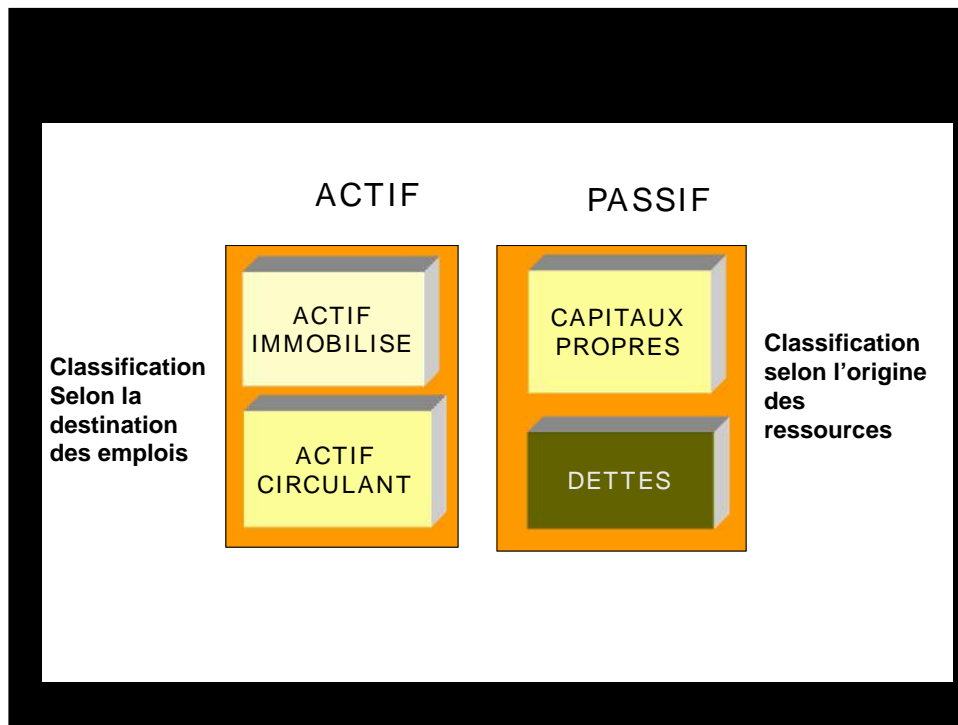 ACTIF
PASSIF
Classification
Selon la
destination
des emplois
ACTIF
IMMOBILISE
ACTIF
CIRCULANT
CAPITAUX
PROPRES
DETTES
Classification
selon l’origine
des
ressources